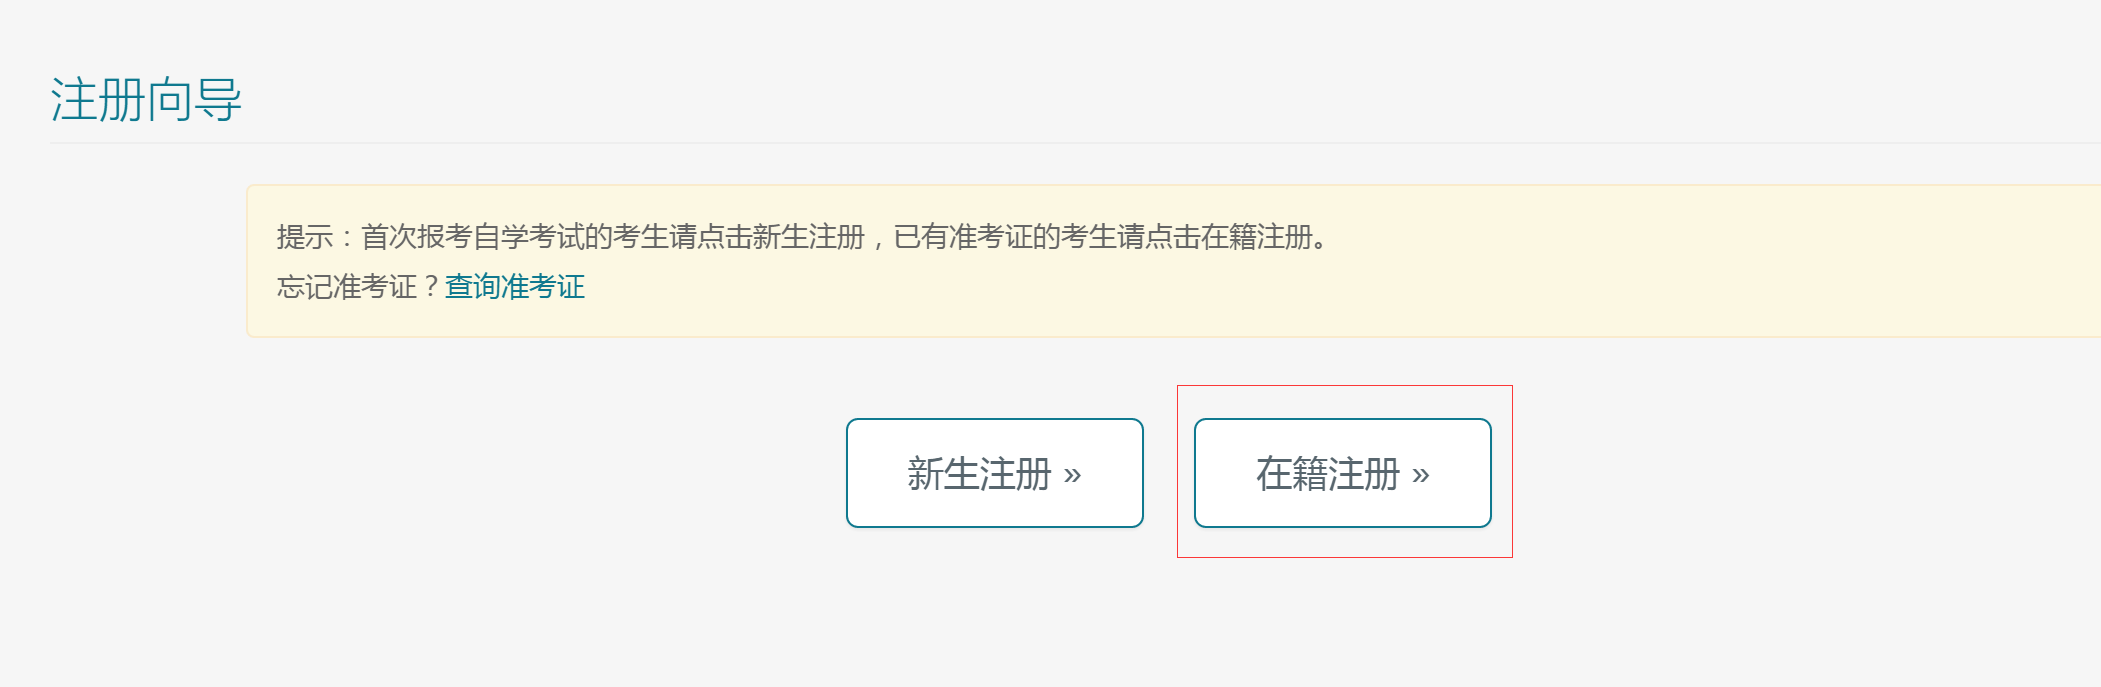 注册向导
提示：首次报考自学考试的考生请点击新生注册，已有准考证的考生请点击在籍注册。
忘记准考证？查询准考证
新生注册 »
在籍注册 »